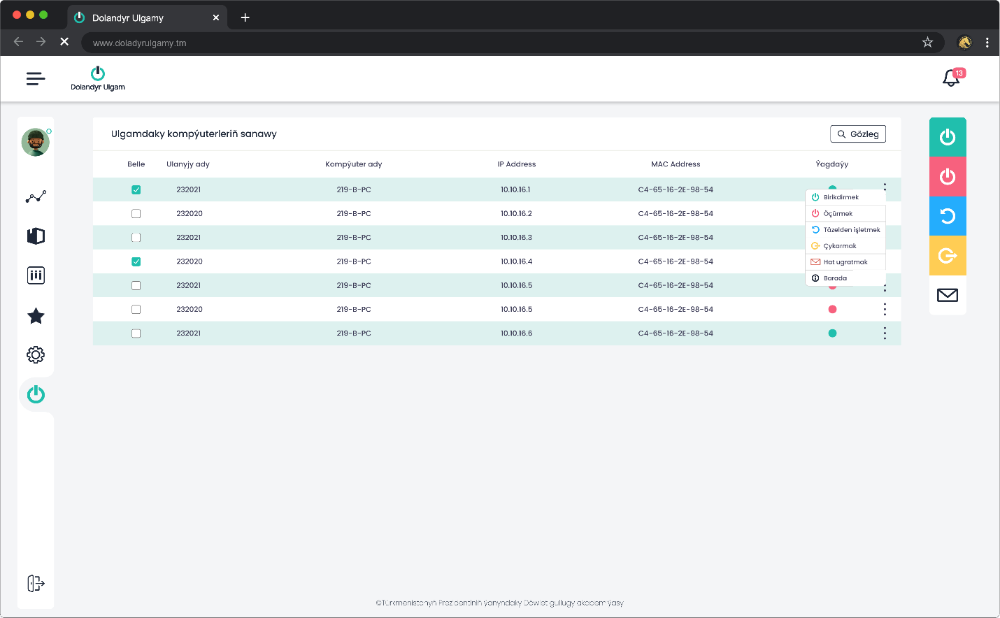 Dolandyr Ulgamy
www.doladyrulgamy.tm
Dolandyr Ulgam
13
Ulgamdaky kompýuterleriň sanawy
Gözleg
Belle Ulanyjy ady Kompýuter ady IP Address MAC Address Ýagdaýy
232021 219-B-PC 10.10.16.1 C4-65-16-2E-98-54
232020 219-B-PC 10.10.16.2 C4-65-16-2E-98-54
232021 219-B-PC 10.10.16.3 C4-65-16-2E-98-54
232020 219-B-PC 10.10.16.4 C4-65-16-2E-98-54
232021 219-B-PC 10.10.16.5 C4-65-16-2E-98-54
232020 219-B-PC 10.10.16.5 C4-65-16-2E-98-54
232021 219-B-PC 10.10.16.6 C4-65-16-2E-98-54
Birikdirmek
Öçürmek
Täzelden işletmek
Çykarmak
Hat ugratmak
Barada
©Türkmenistanyň Prezidentiniň ýanyndaky Döwlet gullugy akademiýasy